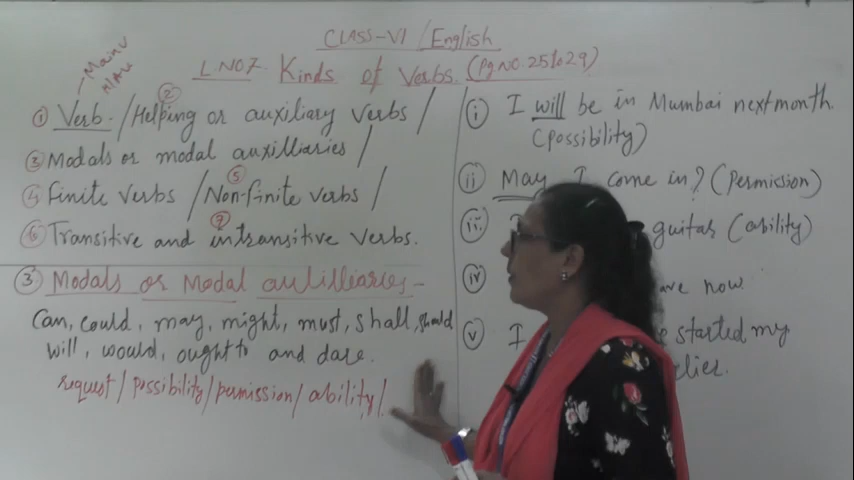 CLASS-VI / English
L NO7 Kinds of Verbs. (Pg NO. 25 to 29)
Main v
① Verb. / Helping or auxiliary verbs /
②
③ Modals or modal auxilliaries /
④ Finite verbs / Non-finite verbs /
⑤
⑥ Transitive and intransitive verbs.
⑦
③ Modals or Modal autilliaries -
Can, could, may, might, must, shall, should
will, would, ought to and dare.
request / possibility / permission / ability /
(i) I will be in Mumbai next month.
(possibility)
(ii) May I come in? (permission)
(iii) I guitar (ability)
(iv) now
(v) I started my